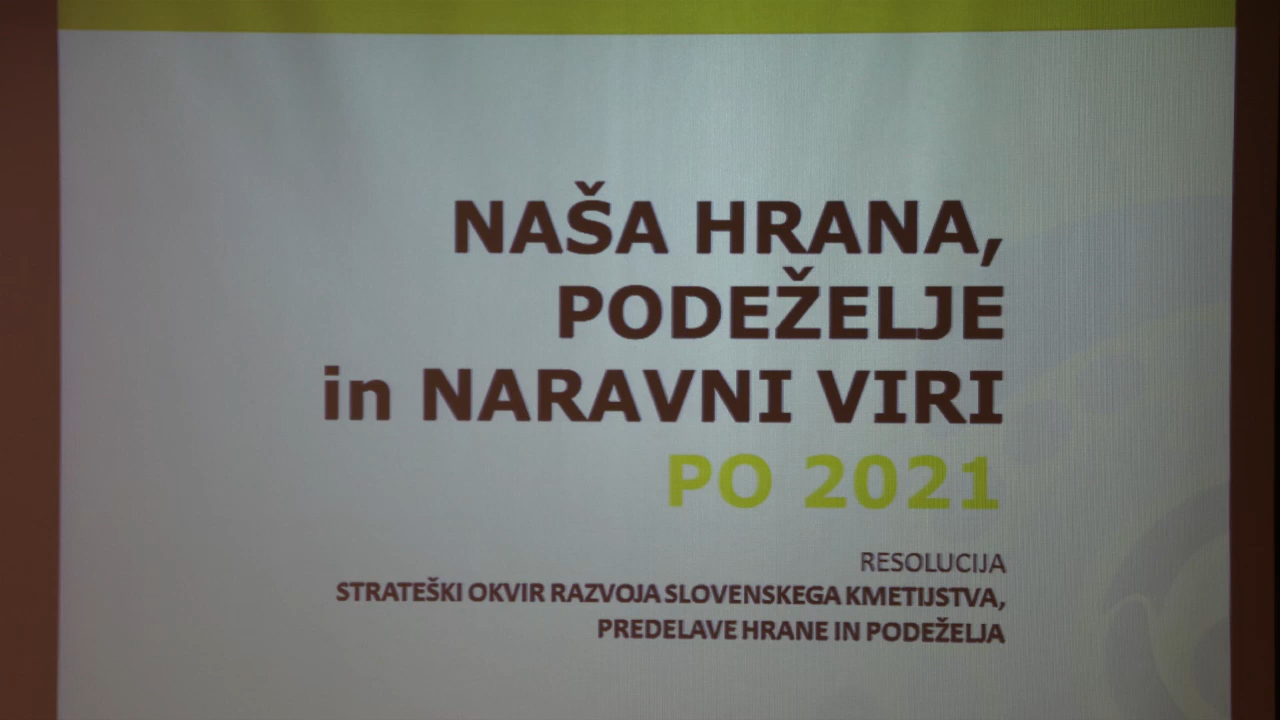 NAŠA HRANA,
PODEŽELJE
in NARAVNI VIRI
PO 2021
RESOLUCIJA
STRATEŠKI OKVIR RAZVOJA SLOVENSKEGA KMETIJSTVA,
PREDELAVE HRANE IN PODEŽELJA